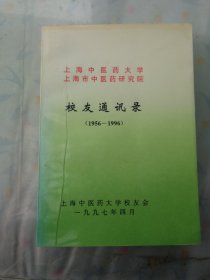 上海中医药大学
上海市中医药研究院
校友通讯录
(1956—1996)
上海中医药大学校友会
一九九七年四月